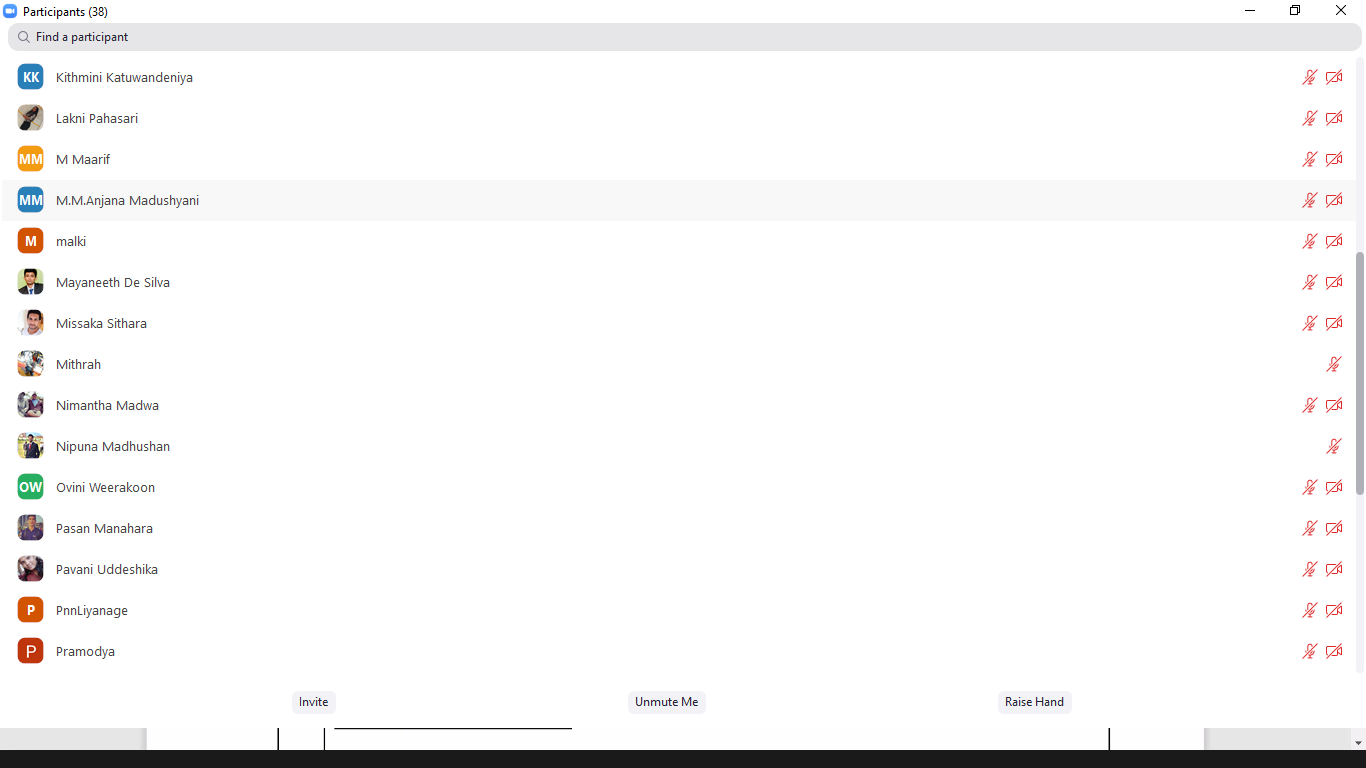 Participants (38)
Find a participant
KK Kithmini Katuwandeniya
Lakni Pahasari
MM M Maarif
MM M.M.Anjana Madushyani
M malki
Mayaneeth De Silva
Missaka Sithara
Mithrah
Nimantha Madwa
Nipuna Madhushan
OW Ovini Weerakoon
Pasan Manahara
Pavani Uddeshika
P PnnLiyanage
P Pramodya
Invite Unmute Me Raise Hand